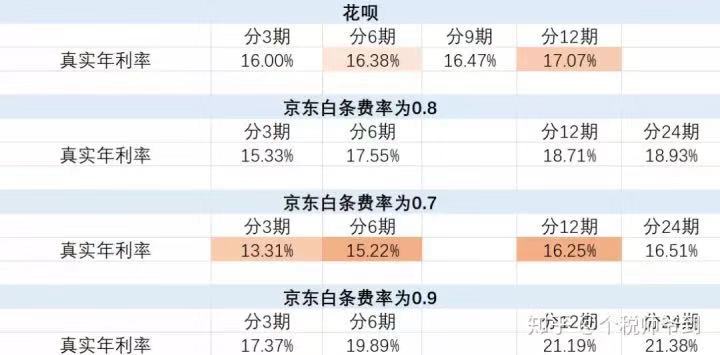 花呗
分3期 分6期 分9期 分12期
真实年利率 16.00% 16.38% 16.47% 17.07%
京东白条费率为0.8
分3期 分6期 分12期 分24期
真实年利率 15.33% 17.55% 18.71% 18.93%
京东白条费率为0.7
分3期 分6期 分12期 分24期
真实年利率 13.31% 15.22% 16.25% 16.51%
京东白条费率为0.9
分3期 分6期 分12期 分24期
真实年利率 17.37% 19.89% 21.19% 21.38%
知乎 @个税师爷到